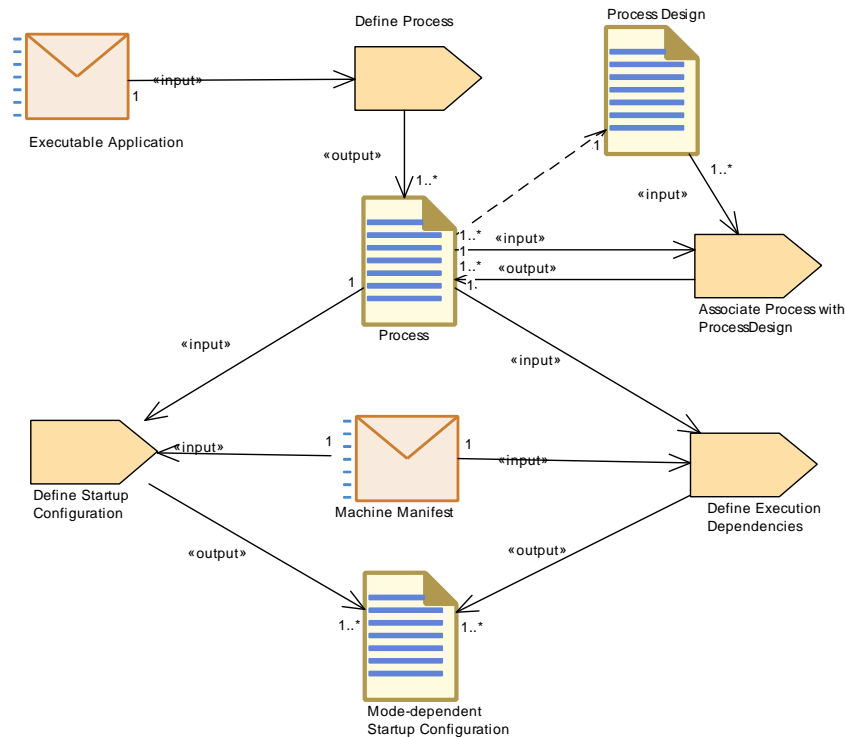 Define Process
Process Design
«input»
1
Executable Application
«output»
1..*
1
1..*
«input»
1..*
«input»
1
1..*
«output»
1
1.
Associate Process with
ProcessDesign
Process
«input»
«input»
1
1
«input»
«input»
Define Startup
Configuration
Machine Manifest
Define Execution
Dependencies
«output»
«output»
1..*
1..*
Mode-dependent
Startup Configuration